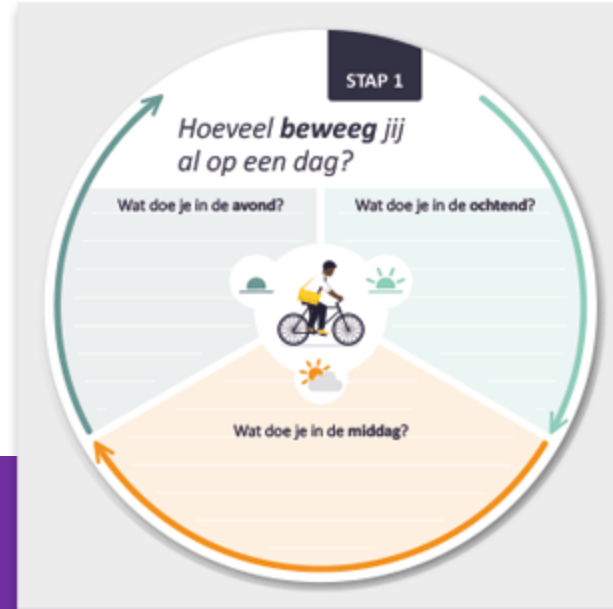 STAP 1
Hoeveel beweeg jij
al op een dag?
Wat doe je in de avond?
Wat doe je in de ochtend?
Wat doe je in de middag?